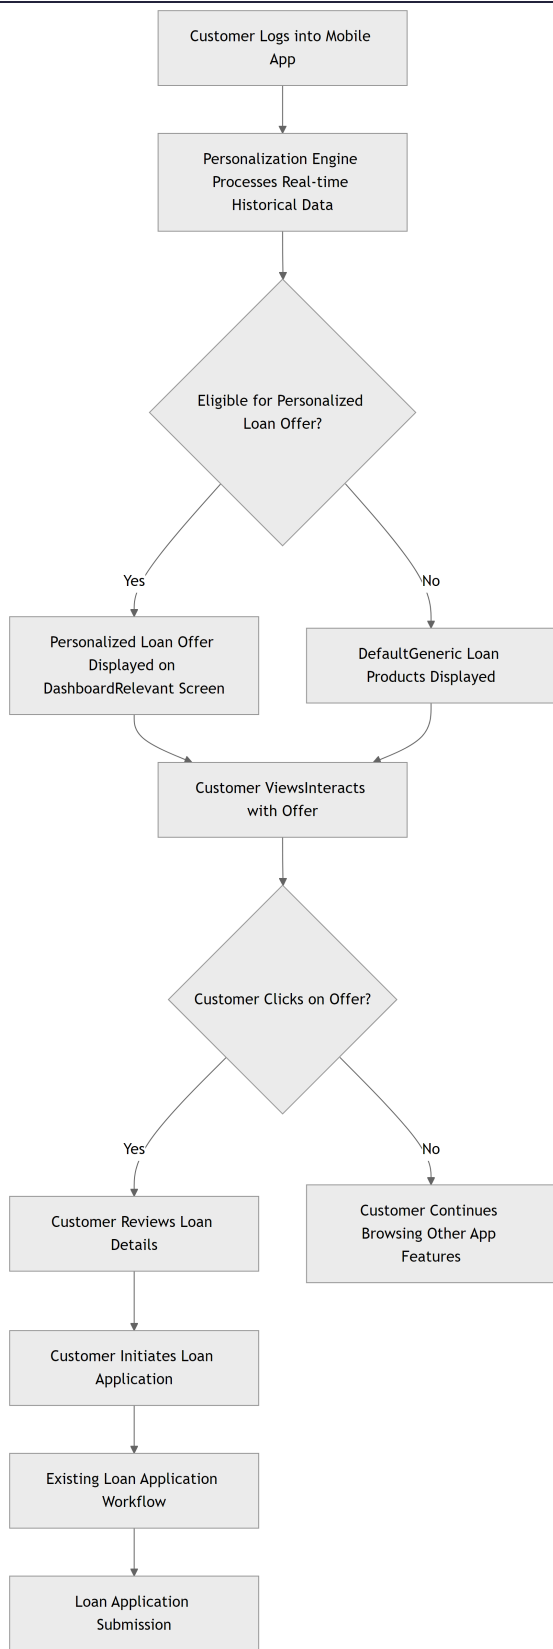 Customer Logs into Mobile
App
Personalization Engine
Processes Real-time
Historical Data
Eligible for Personalized
Loan Offer?
Yes
No
Personalized Loan Offer
Displayed on
DashboardRelevant Screen
DefaultGeneric Loan
Products Displayed
Customer ViewsInteracts
with Offer
Customer Clicks on Offer?
Yes
No
Customer Reviews Loan
Details
Customer Continues
Browsing Other App
Features
Customer Initiates Loan
Application
Existing Loan Application
Workflow
Loan Application
Submission